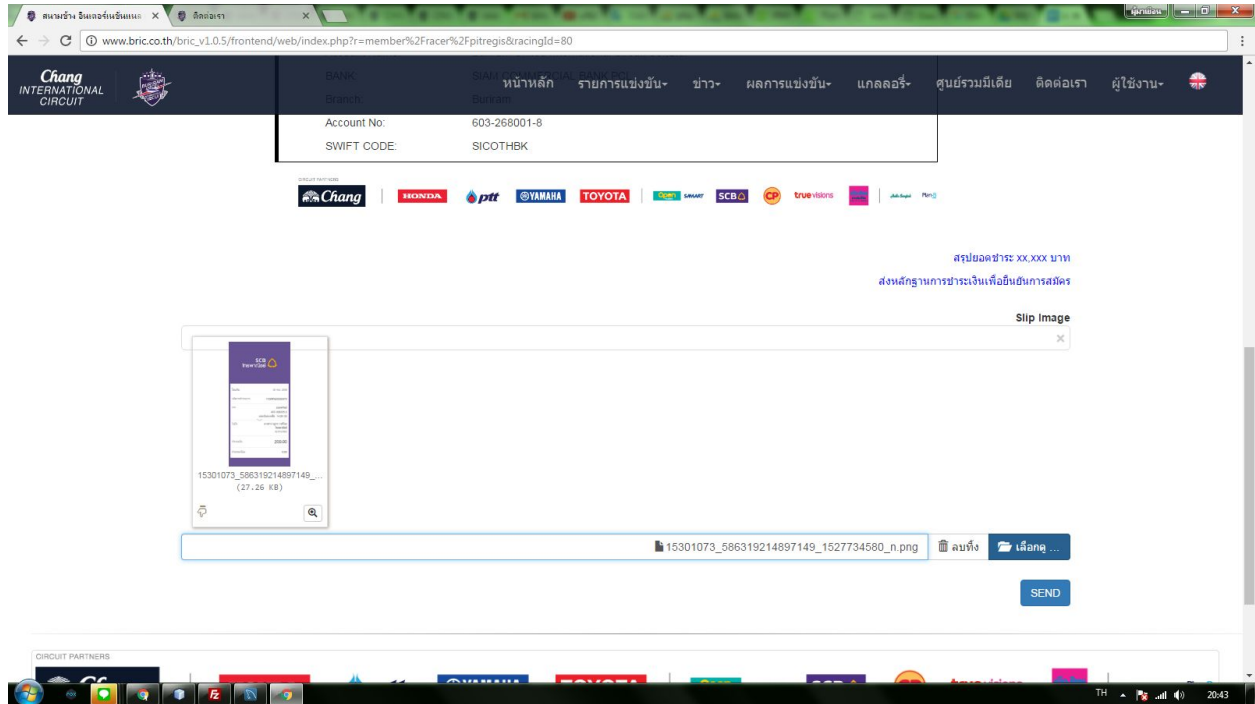 สนามช้าง อินเตอร์เนชันแนล
ติดต่อเรา
www.bric.co.th/bric_v1.0.5/frontend/web/index.php?r=member%2Fracer%2Fpitregis&racingId=80
Chang
INTERNATIONAL
CIRCUIT
หน้าหลัก รายการแข่งขัน ข่าว ผลการแข่งขัน แกลลอรี่ ศูนย์รวมมีเดีย ติดต่อเรา ผู้ใช้งาน
BANK: SIAM COMMERCIAL BANK PCL
Branch: Buriram
Account No: 603-268001-8
SWIFT CODE: SICOTHBK
CIRCUIT PARTNERS
Chang HONDA ptt YAMAHA TOYOTA Open SCB CP truevisions
สรุปยอดชำระ xx,xxx บาท
ส่งหลักฐานการชำระเงินเพื่อยืนยันการสมัคร
Slip Image
×
SCB
15301073_586319214897149_...
(27.26 KB)
15301073_586319214897149_1527734580_n.png ลบทิ้ง เลือกดู ...
SEND
CIRCUIT PARTNERS
TH 20:43